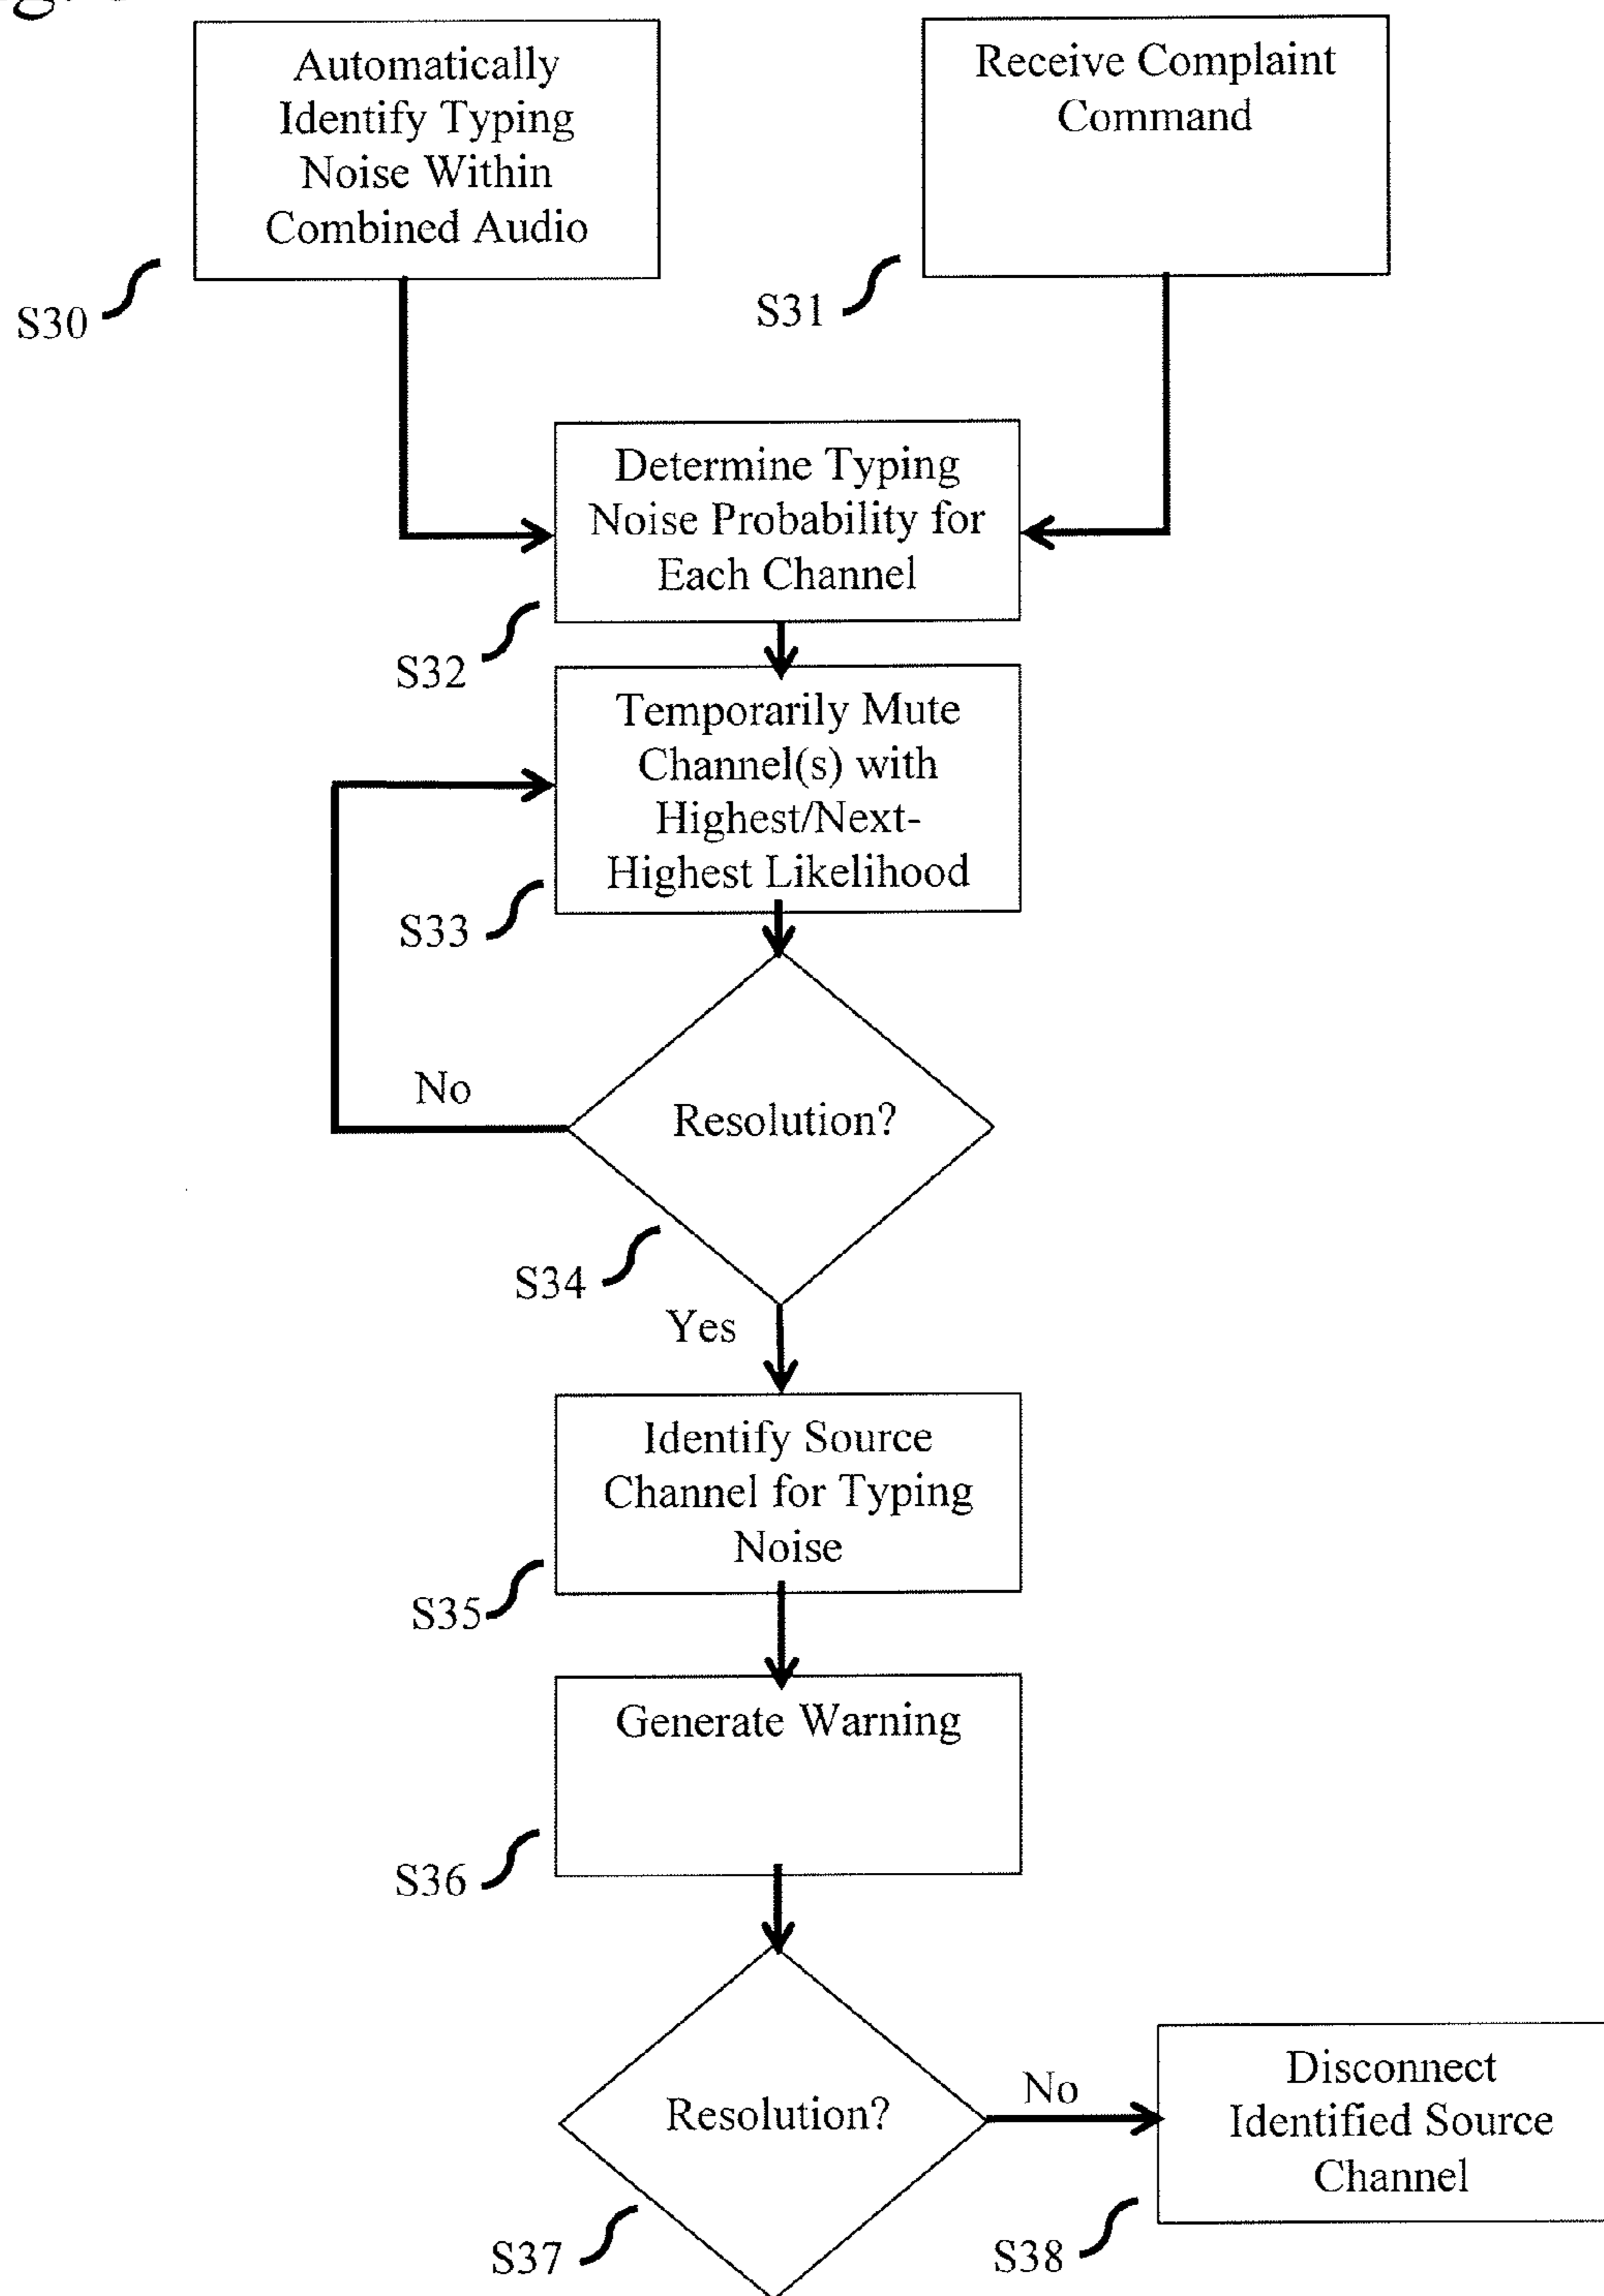 Automatically
Identify Typing
Noise Within
Combined Audio
S30
Receive Complaint
Command
S31
Determine Typing
Noise Probability for
Each Channel
S32
Temporarily Mute
Channel(s) with
Highest/Next-
Highest Likelihood
S33
No
Resolution?
S34
Yes
Identify Source
Channel for Typing
Noise
S35
Generate Warning
S36
Resolution?
No
S37
Disconnect
Identified Source
Channel
S38